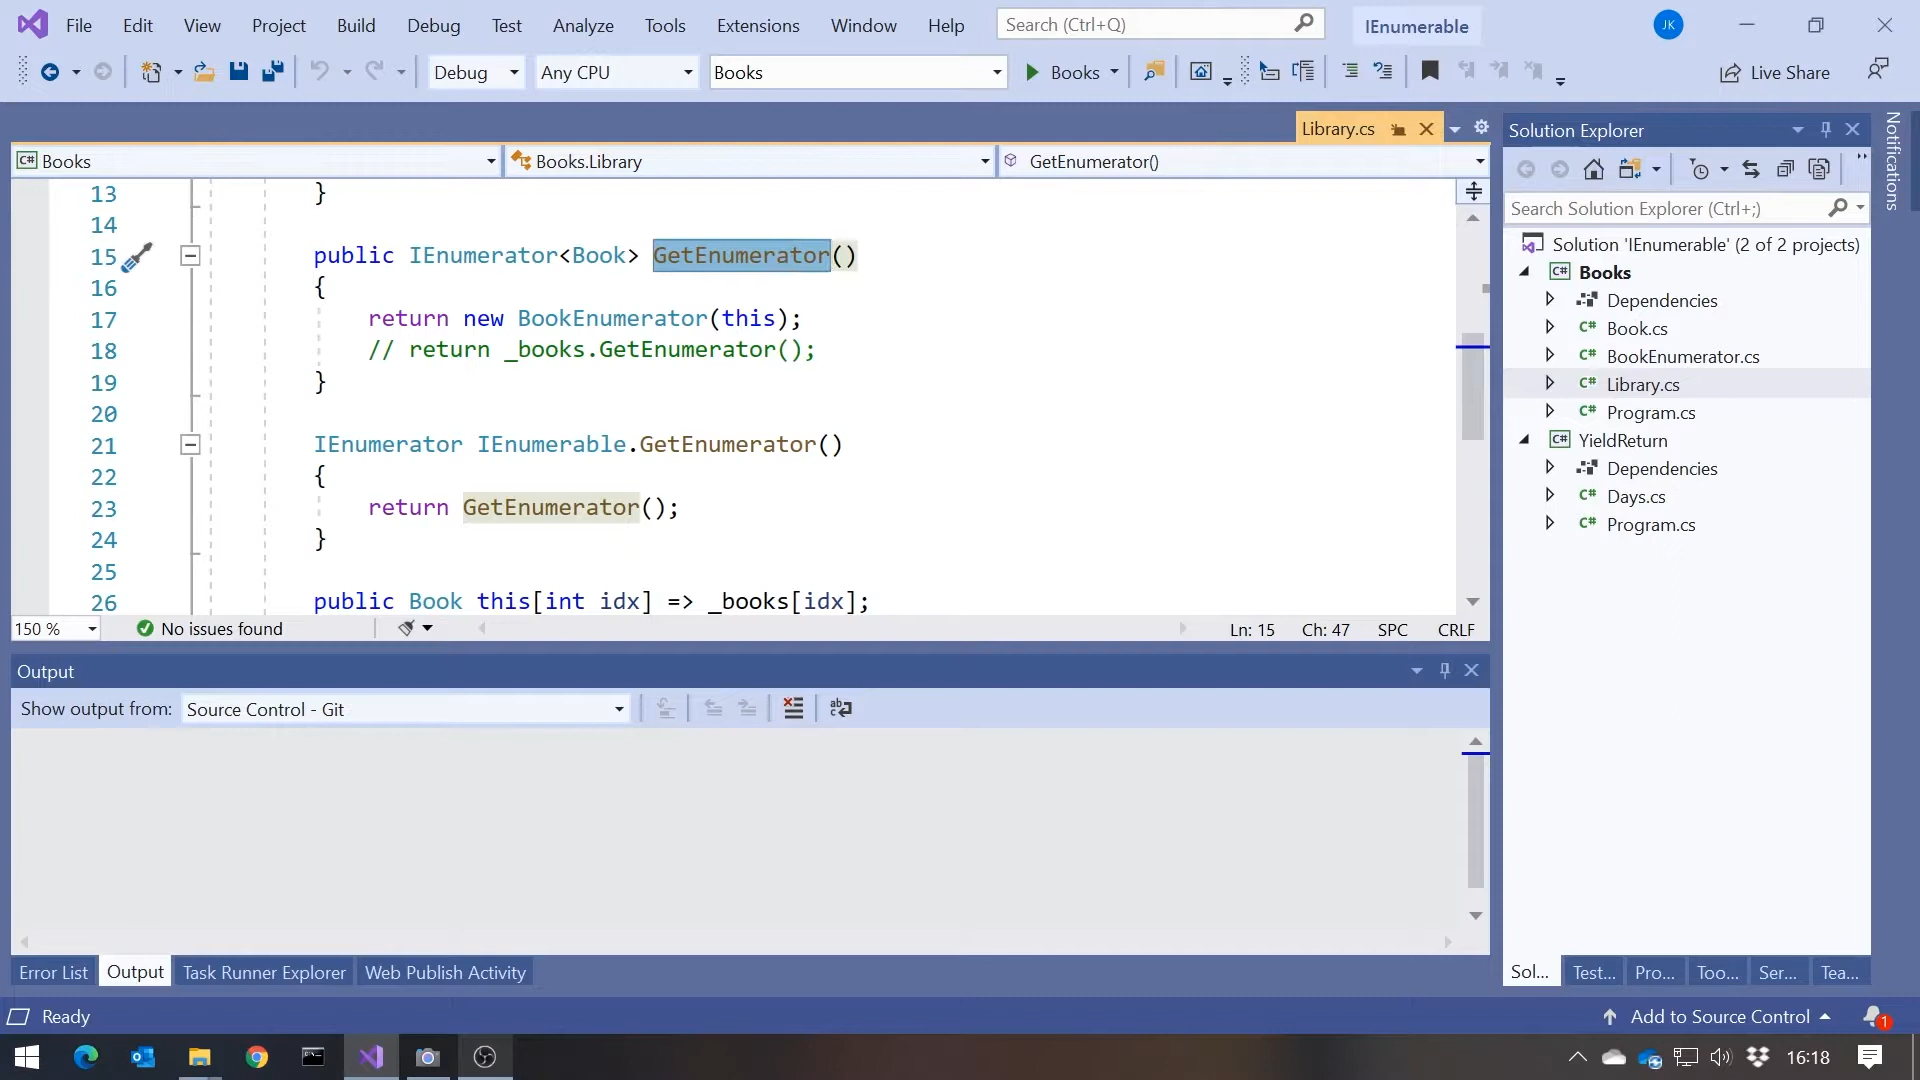 File Edit View Project Build Debug Test Analyze Tools Extensions Window Help Search (Ctrl+Q) IEnumerable JK
Debug Any CPU Books Books Live Share
Library.cs
Books Books.Library GetEnumerator()
13 }
14
15 public IEnumerator<Book> GetEnumerator()
16 {
17 return new BookEnumerator(this);
18 // return _books.GetEnumerator();
19 }
20
21 IEnumerator IEnumerable.GetEnumerator()
22 {
23 return GetEnumerator();
24 }
25
26 public Book this[int idx] => _books[idx];
150 % No issues found Ln: 15 Ch: 47 SPC CRLF
Output
Show output from: Source Control - Git
Error List Output Task Runner Explorer Web Publish Activity
Solution Explorer
Search Solution Explorer (Ctrl+;)
Solution 'IEnumerable' (2 of 2 projects)
C# Books
Dependencies
C# Book.cs
C# BookEnumerator.cs
C# Library.cs
C# Program.cs
C# YieldReturn
Dependencies
C# Days.cs
C# Program.cs
Sol... Test... Pro... Too... Ser... Tea...
Notifications
Ready Add to Source Control 1
16:18